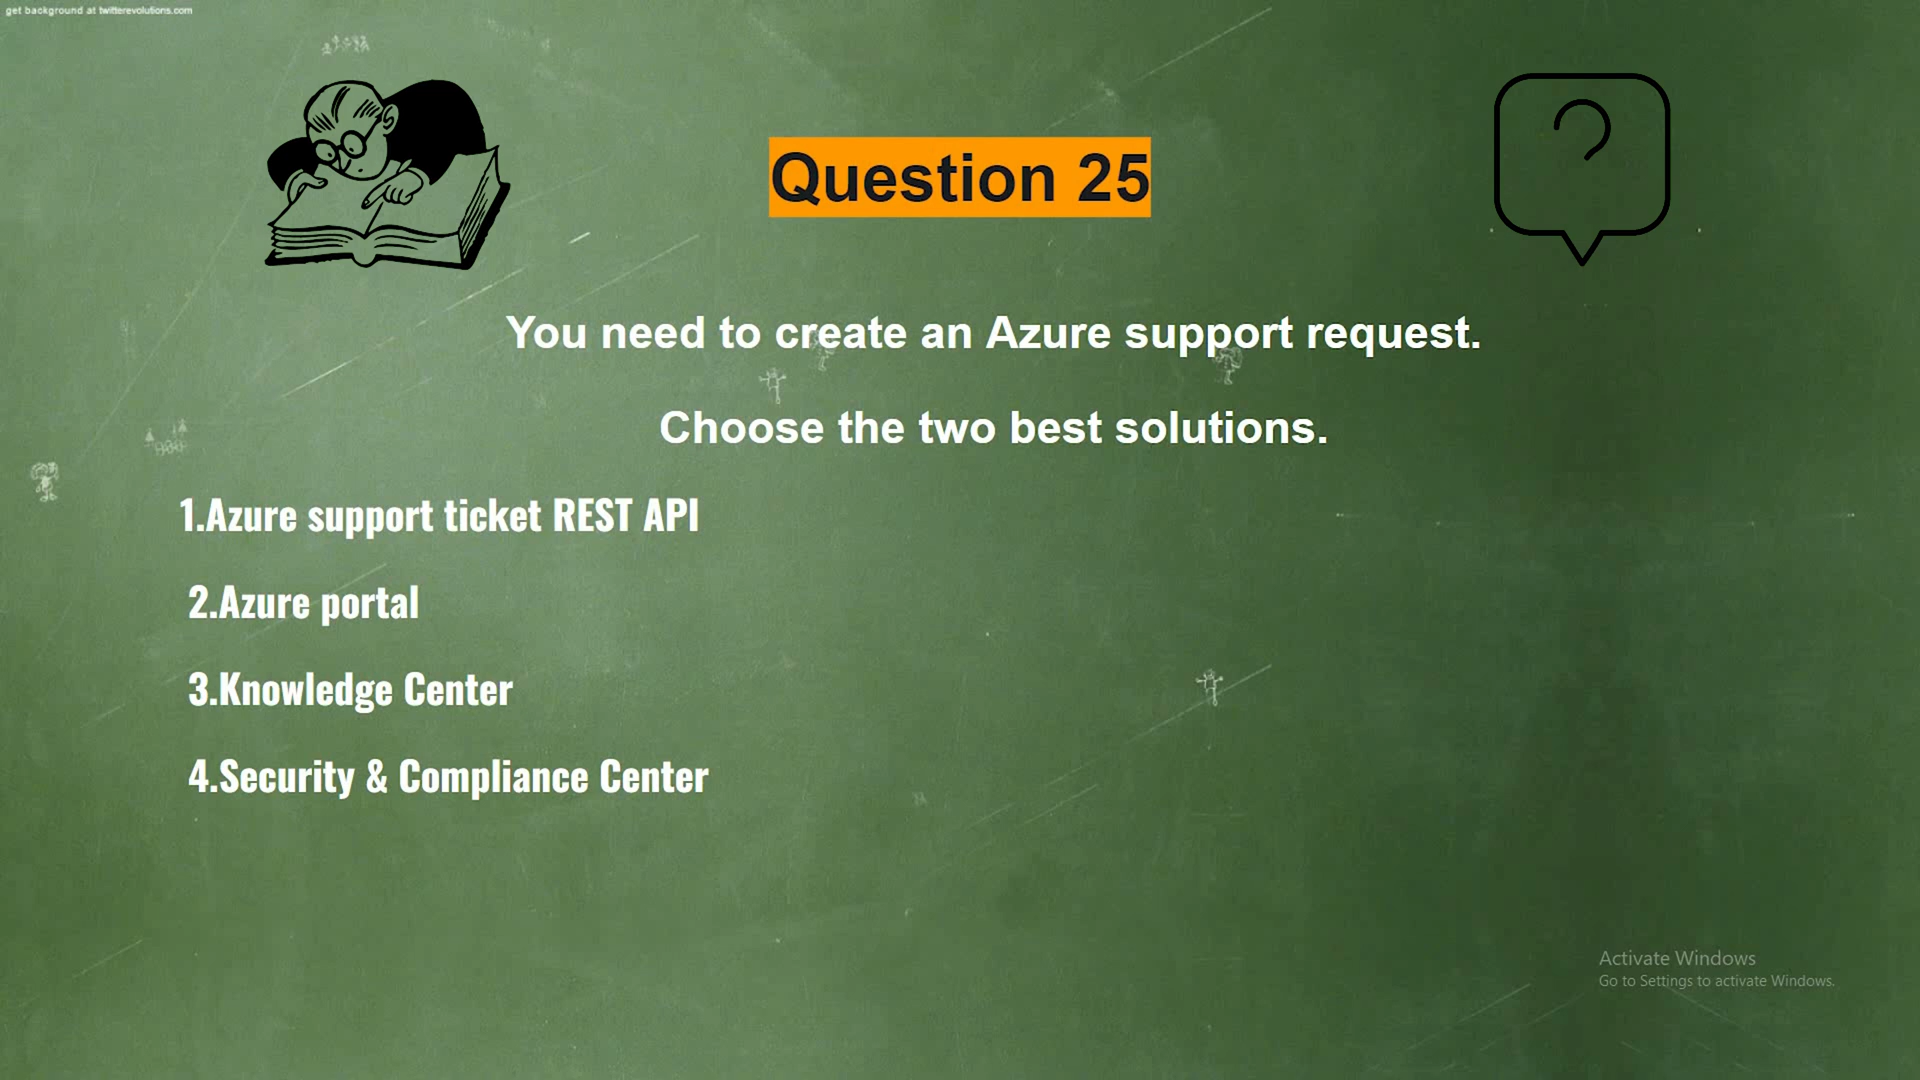 get background at twitterevolutions.com
Question 25
You need to create an Azure support request.
Choose the two best solutions.
1.Azure support ticket REST API
2.Azure portal
3.Knowledge Center
4.Security & Compliance Center
Activate Windows
Go to Settings to activate Windows.